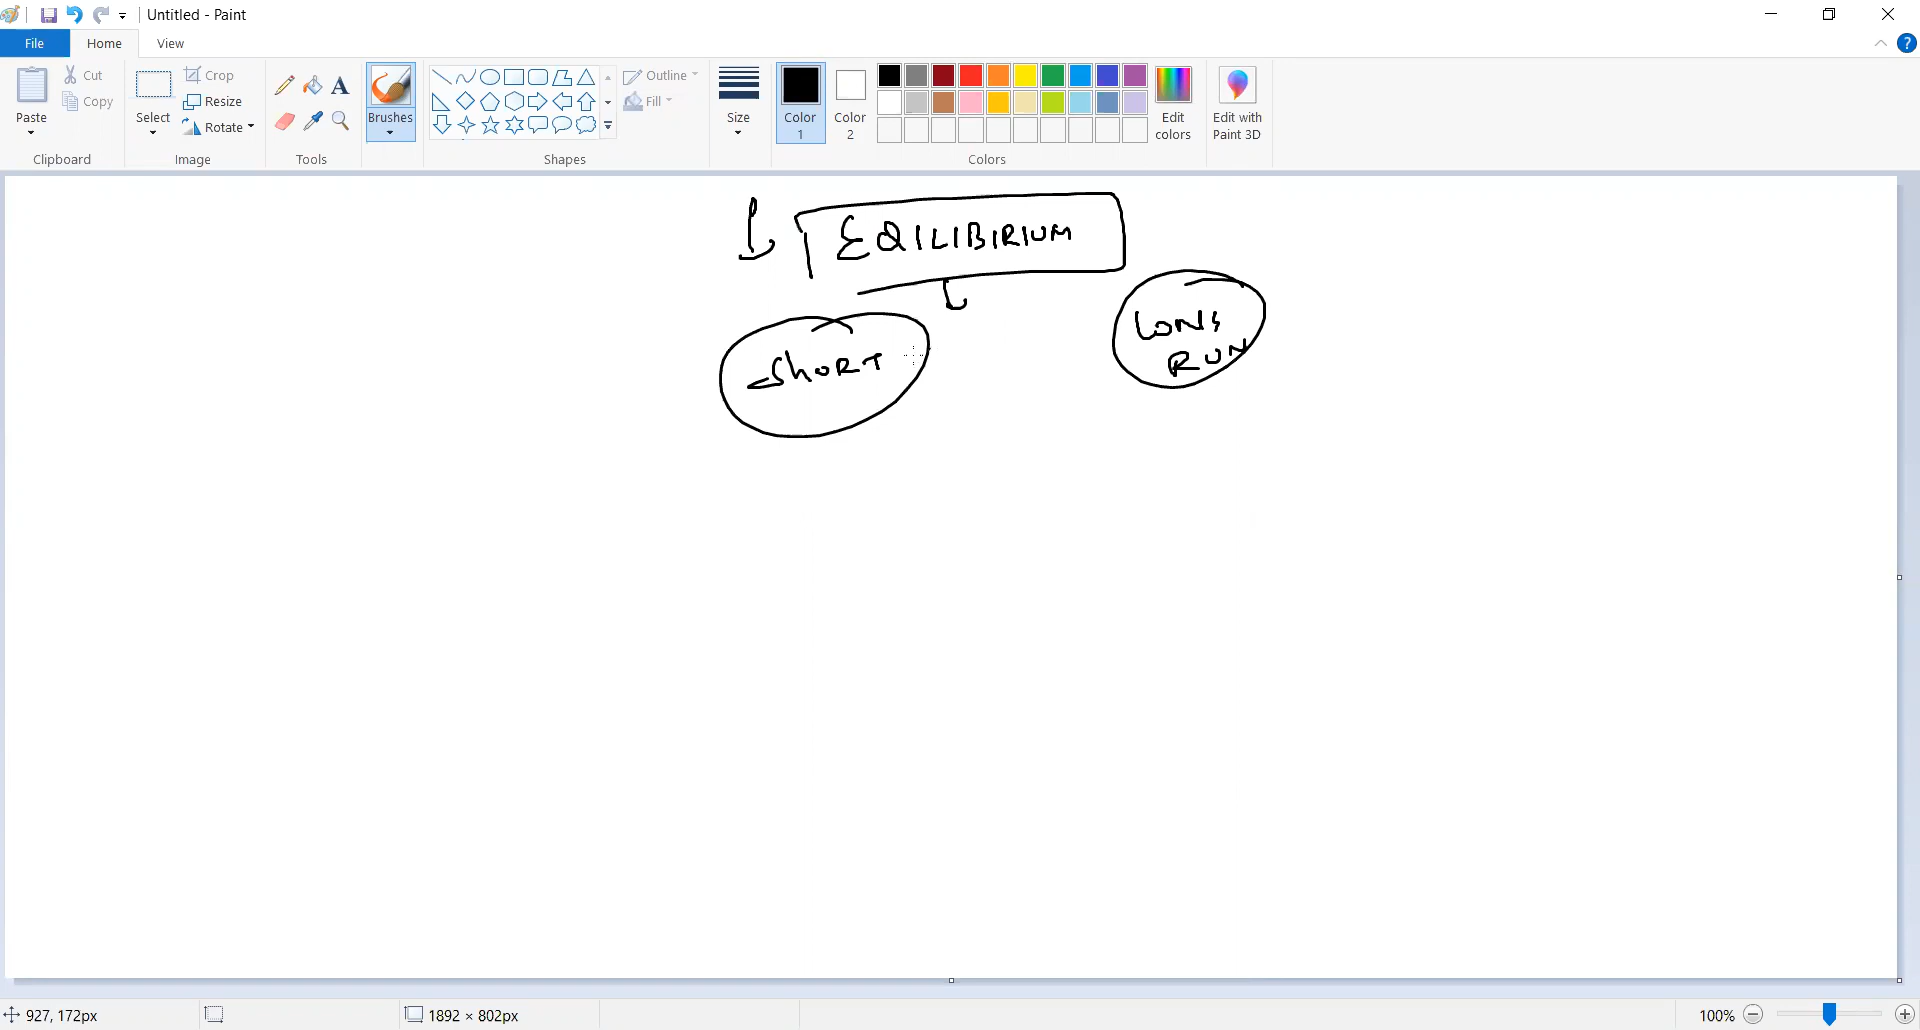 Untitled - Paint
File Home View
Cut
Copy
Paste
Clipboard
Crop
Resize
Rotate
Select
Image
A
Tools
Brushes
Outline
Fill
Shapes
Size
Color 1
Color 2
Edit colors
Edit with Paint 3D
Colors
?
EQILIBIRIUM
LONG
RUN
SHORT
927, 172px
1892 × 802px
100%